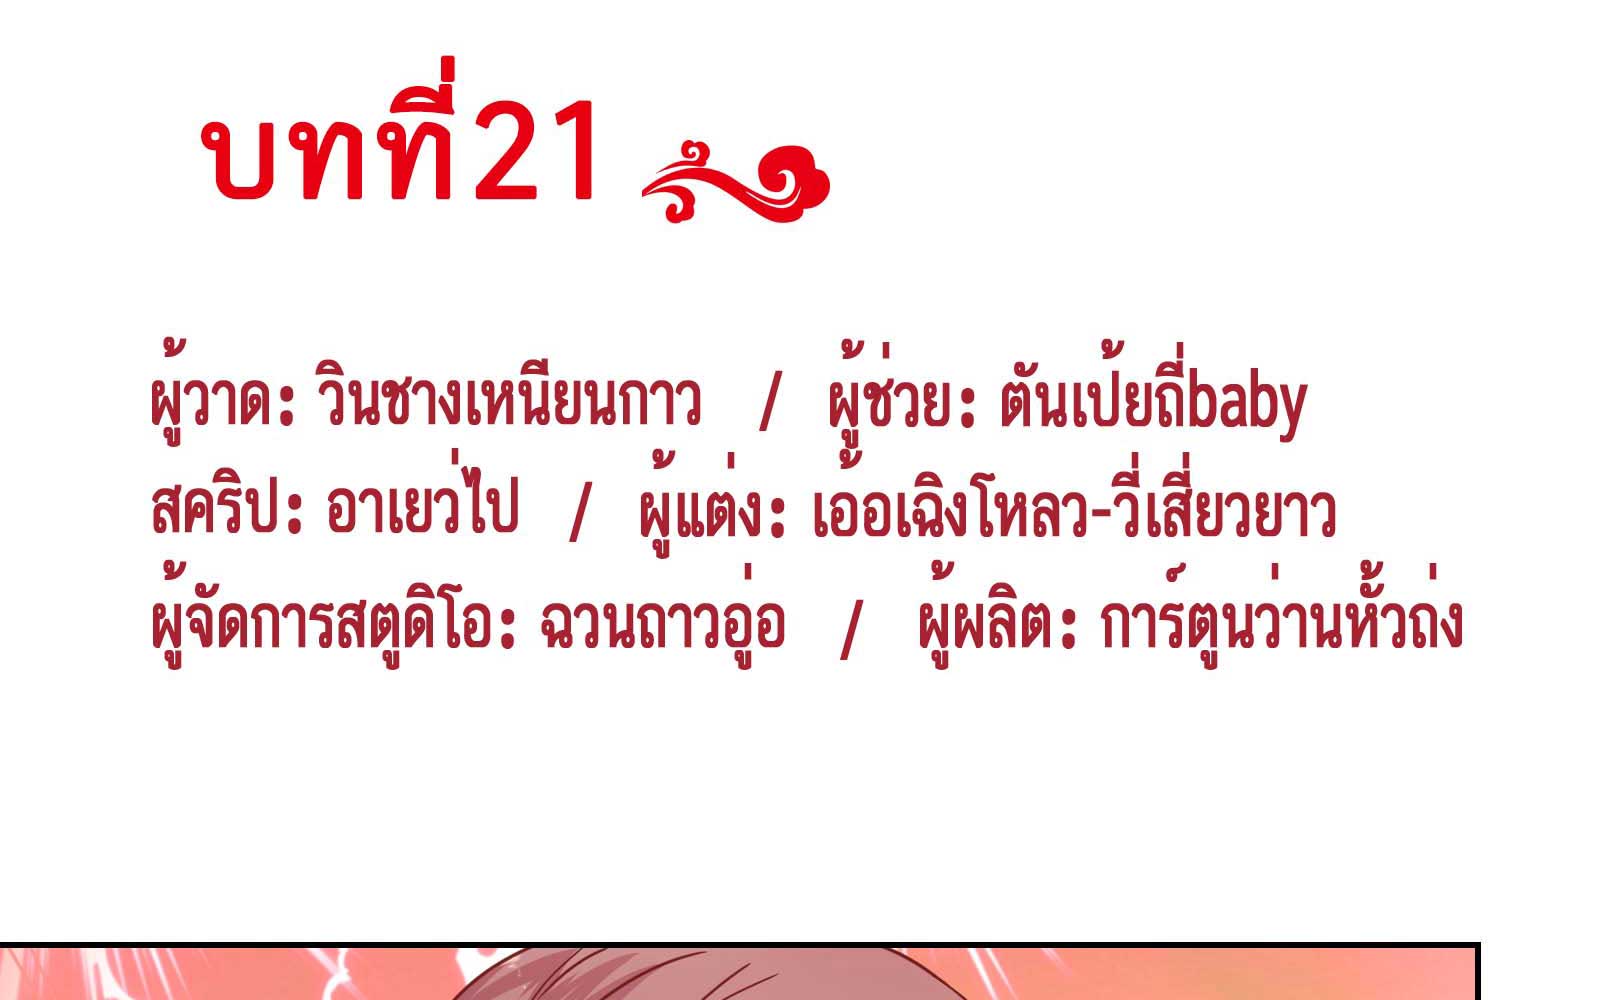 บทที่21
ผู้วาด: วินชางเหนียนกาว / ผู้ช่วย: ตันเป้ยถี่baby
สคริป: อาเยว่ไป / ผู้แต่ง: เอ้อเฉิงโหลว-วี่เสี่ยวยาว
ผู้จัดการสตูดิโอ: ฉวนถาวอู่อ / ผู้ผลิต: การ์ตูนว่านหั้วถ่ง